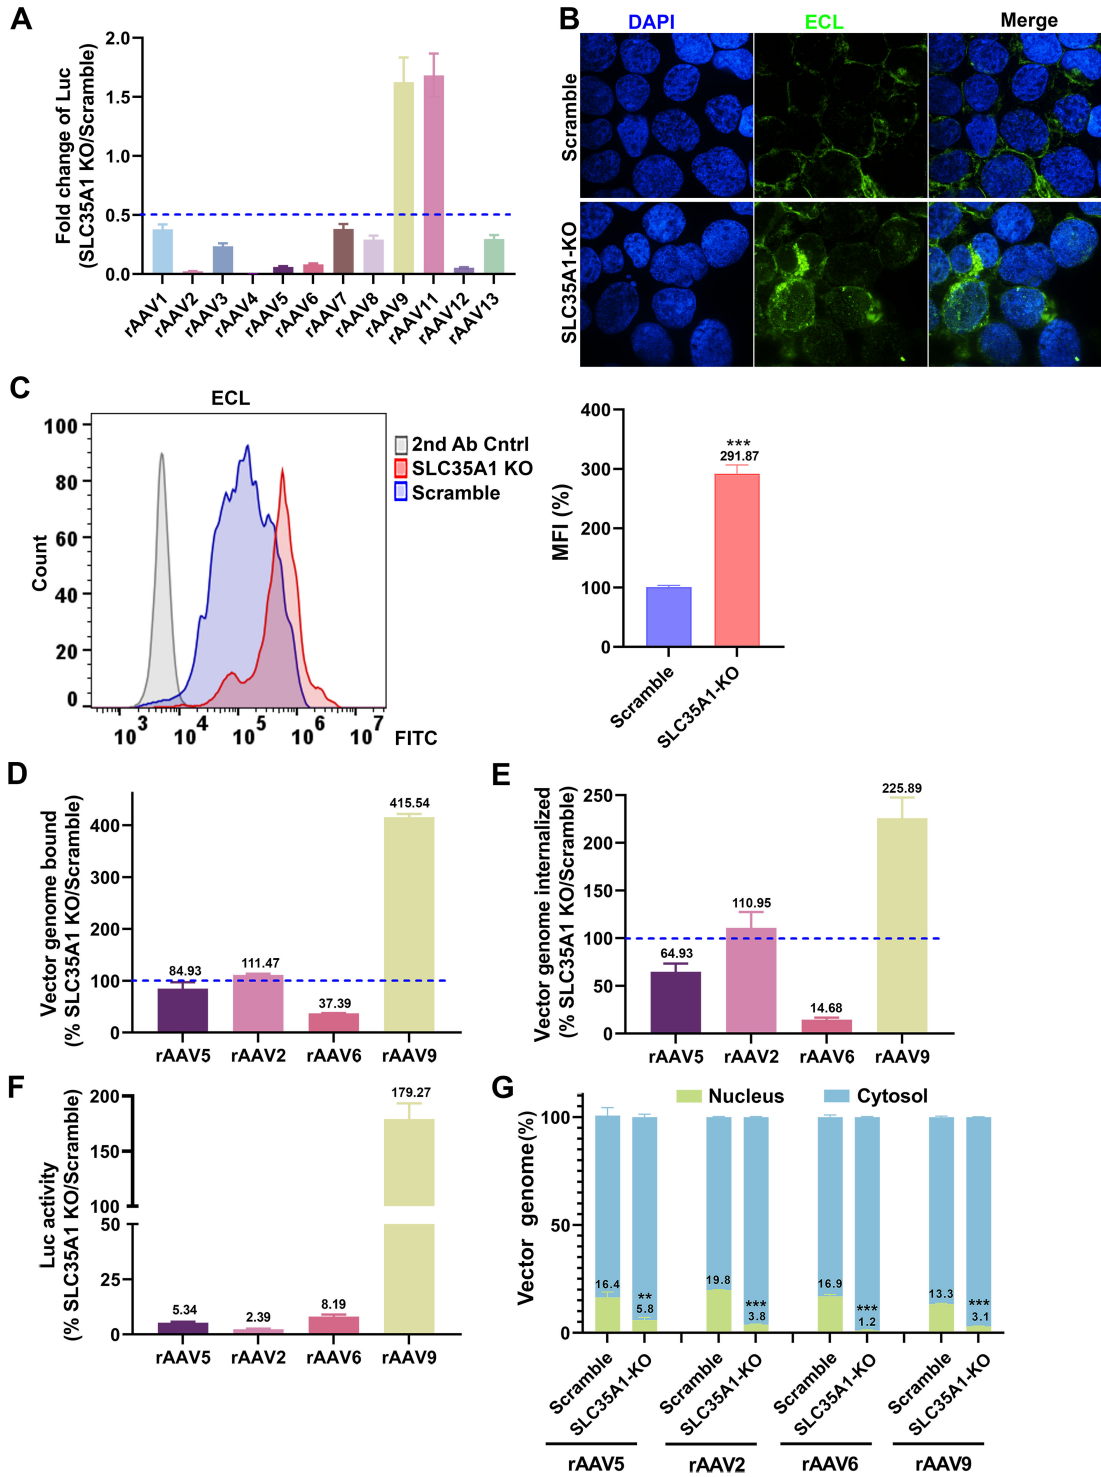 A
Fold change of Luc
(SLC35A1 KO/Scramble)
2.0
1.5
1.0
0.5
0.0
rAAV1
rAAV2
rAAV3
rAAV4
rAAV5
rAAV6
rAAV7
rAAV8
rAAV9
rAAV11
rAAV12
rAAV13
B
DAPI
ECL
Merge
Scramble
SLC35A1-KO
C
ECL
Count
100
80
60
40
20
0
10^3
10^4
10^5
10^6
10^7
FITC
2nd Ab Cntrl
SLC35A1 KO
Scramble
MFI (%)
400
300
200
100
0
***
291.87
Scramble
SLC35A1-KO
D
Vector genome bound
(% SLC35A1 KO/Scramble)
400
300
200
100
0
84.93
111.47
37.39
415.54
rAAV5
rAAV2
rAAV6
rAAV9
E
Vector genome internalized
(% SLC35A1 KO/Scramble)
250
200
150
100
50
0
64.93
110.95
14.68
225.89
rAAV5
rAAV2
rAAV6
rAAV9
F
Luc activity
(% SLC35A1 KO/Scramble)
200
150
100
50
25
0
5.34
2.39
8.19
179.27
rAAV5
rAAV2
rAAV6
rAAV9
G
Nucleus
Cytosol
Vector genome(%)
100
50
0
16.4
**
5.8
19.8
***
3.8
16.9
***
1.2
13.3
***
3.1
Scramble
SLC35A1-KO
Scramble
SLC35A1-KO
Scramble
SLC35A1-KO
Scramble
SLC35A1-KO
rAAV5
rAAV2
rAAV6
rAAV9